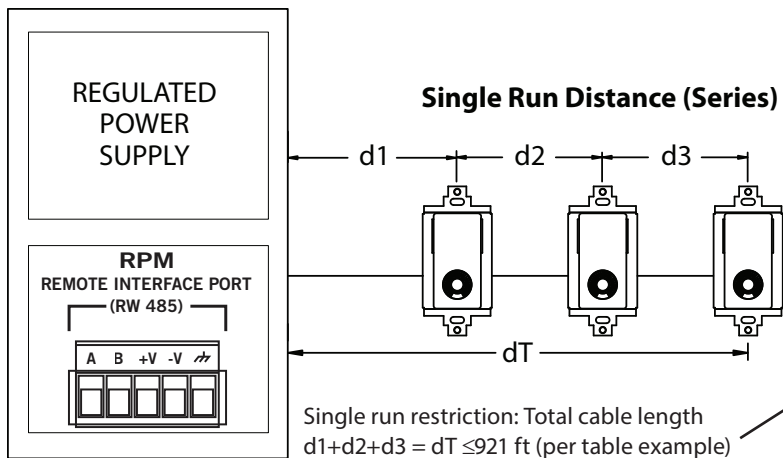 REGULATED
POWER
SUPPLY
Single Run Distance (Series)
d1 d2 d3
RPM
REMOTE INTERFACE PORT
(RW 485)
A B +V -V
dT
Single run restriction: Total cable length
d1+d2+d3 = dT ≤921 ft (per table example)